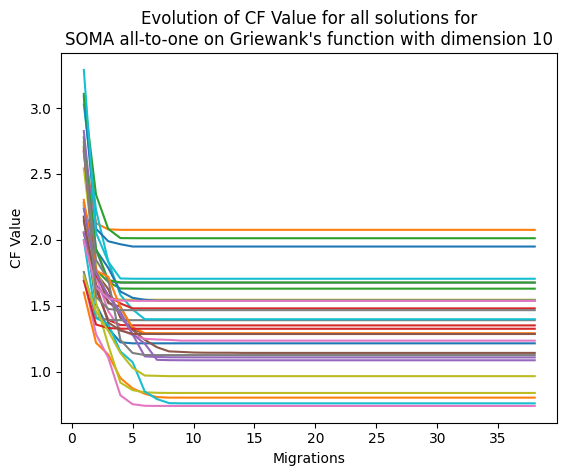 Evolution of CF Value for all solutions for
SOMA all-to-one on Griewank's function with dimension 10
CF Value
3.0
2.5
2.0
1.5
1.0
0 5 10 15 20 25 30 35
Migrations